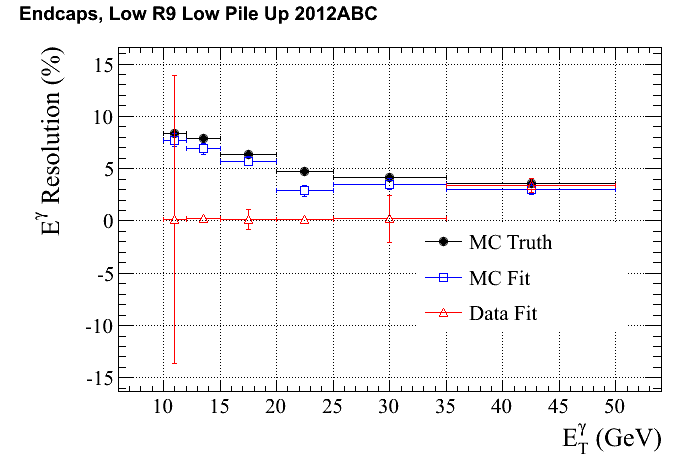 Endcaps, Low R9 Low Pile Up 2012ABC
E^γ Resolution (%)
15
10
5
0
-5
-10
-15
MC Truth
MC Fit
Data Fit
10 15 20 25 30 35 40 45 50
E_T^γ (GeV)